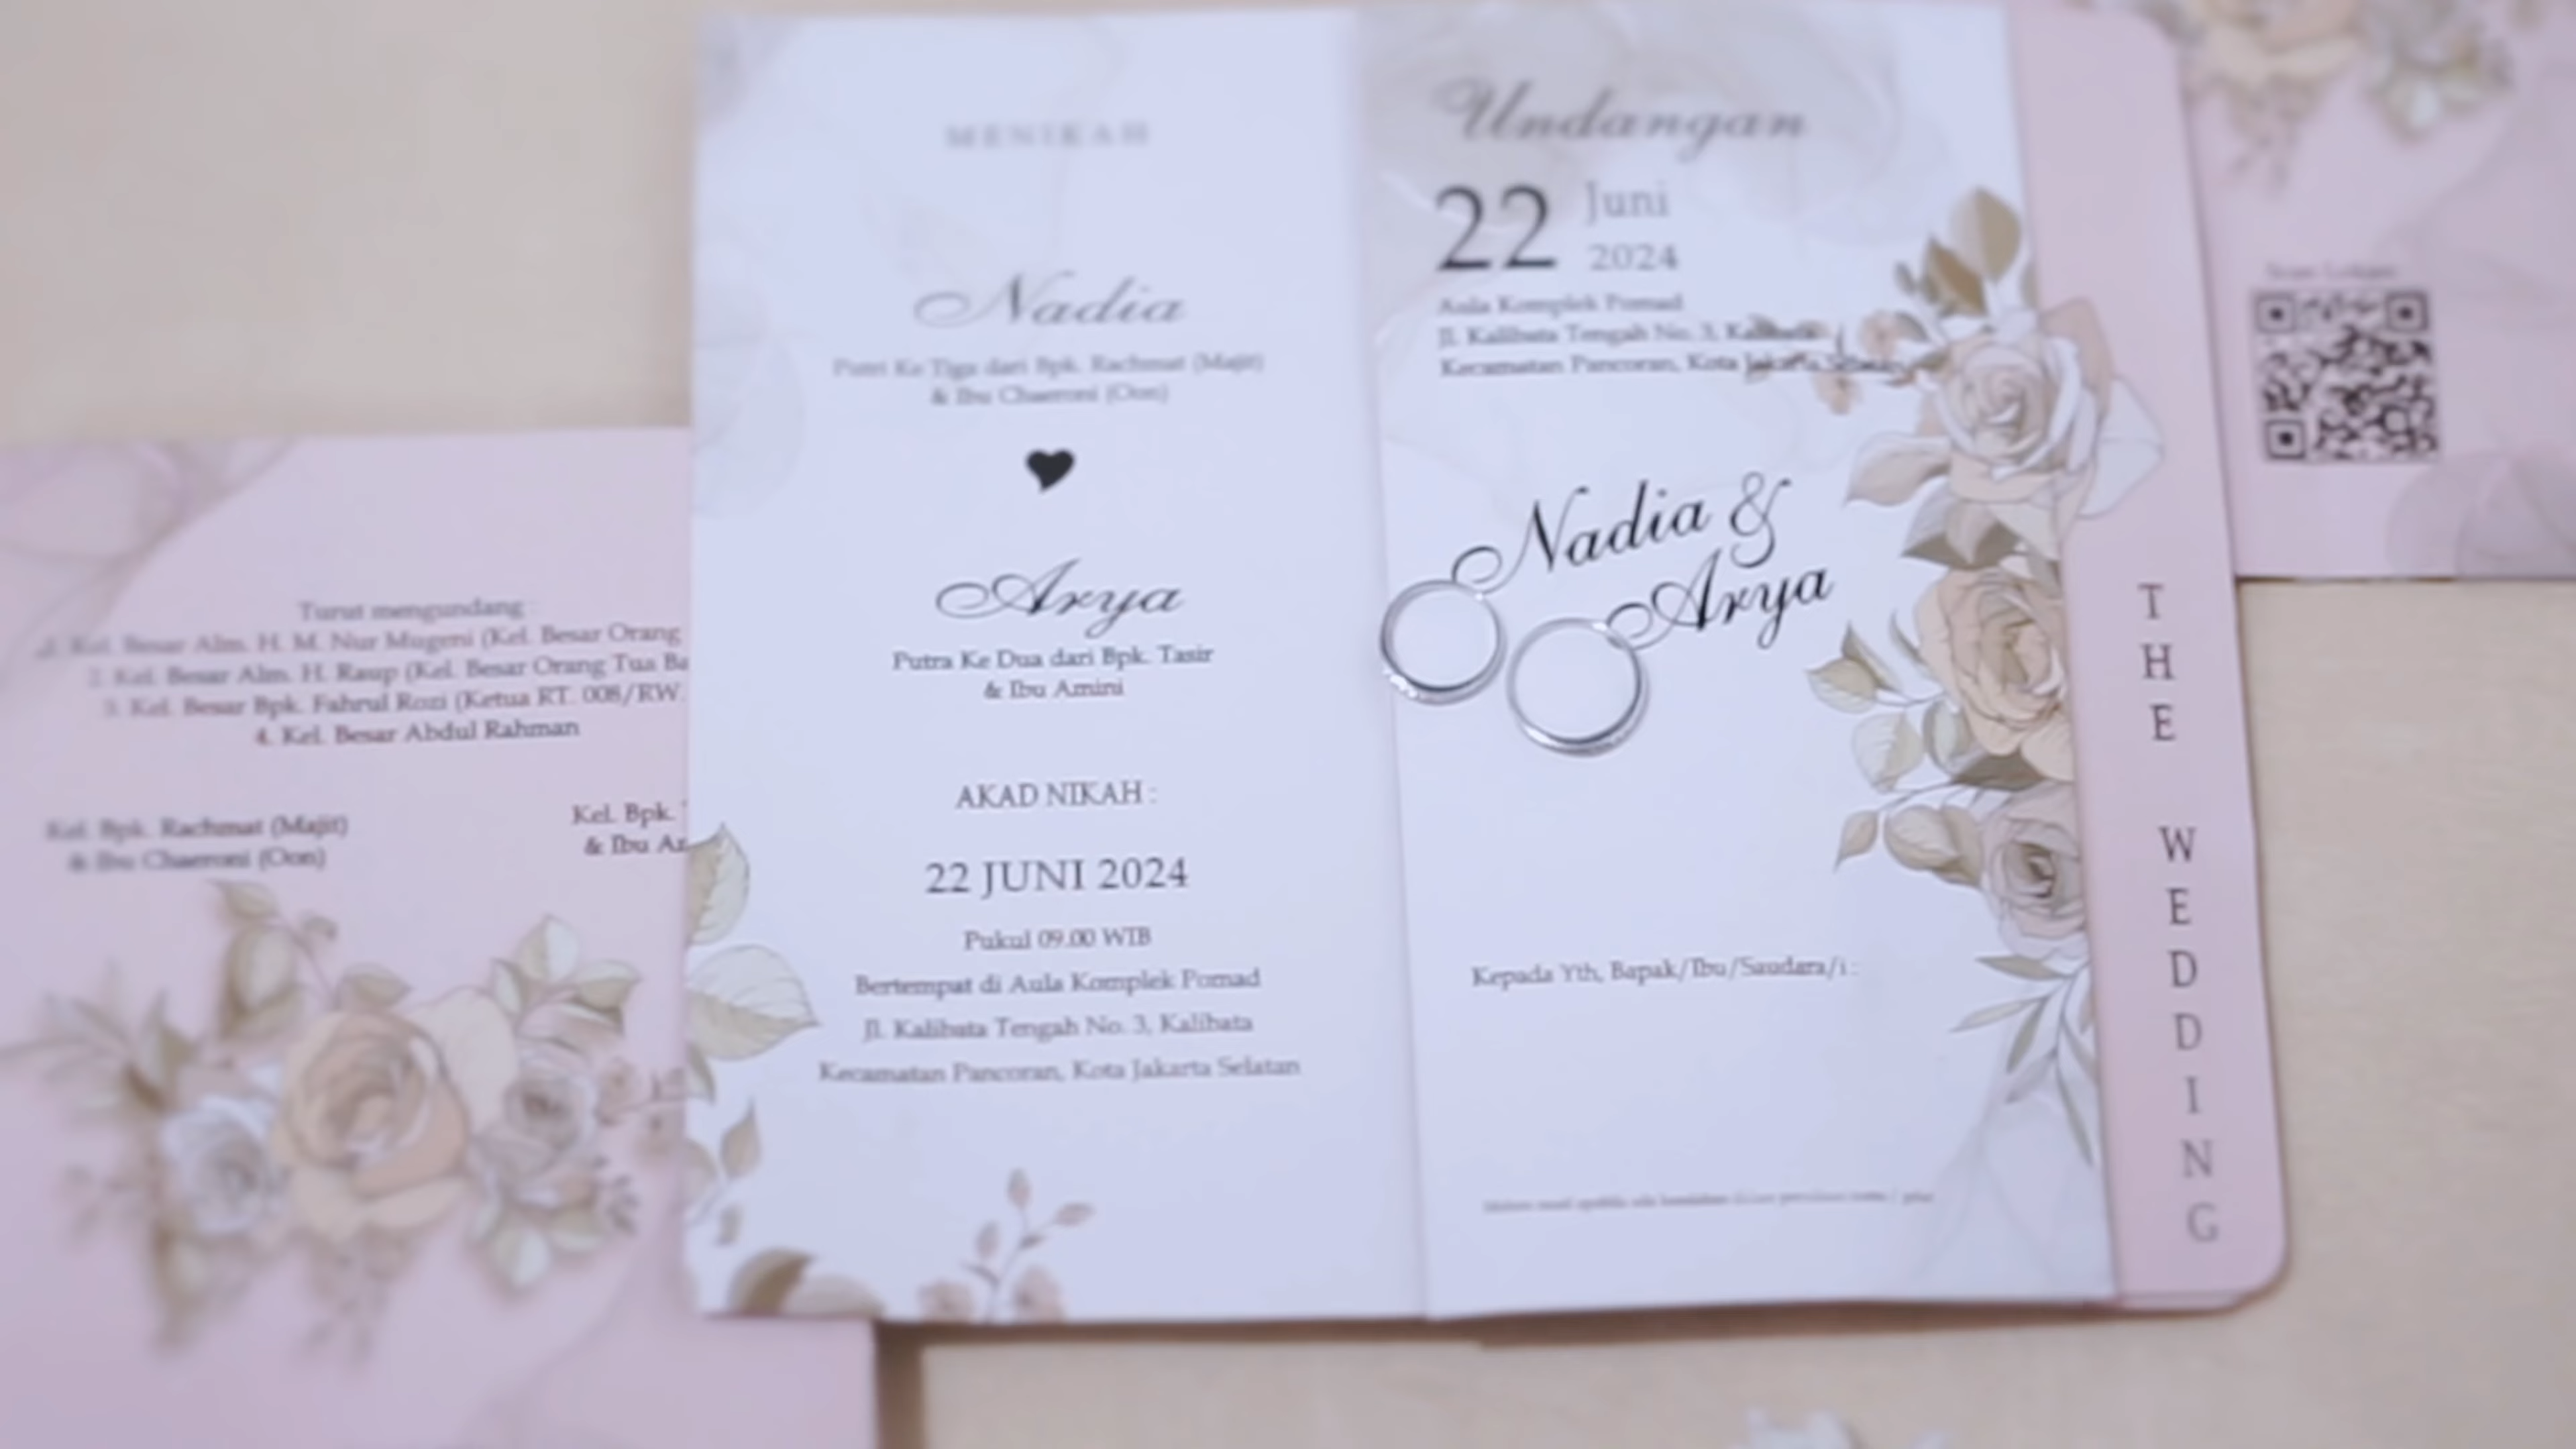 Turut mengundang :
1. Kel. Besar Alm. H. M. Nur Mugeni (Kel. Besar Orang
2. Kel. Besar Alm. H. Raup (Kel. Besar Orang Tua Ba
3. Kel. Besar Bpk. Fahrul Rozi (Ketua RT. 008/RW.
4. Kel. Besar Abdul Rahman
Kel. Bpk. Rachmat (Majit)
& Ibu Chaeroni (Oon)
Kel. Bpk.
& Ibu Ar
MENIKAH
Nadia
Putri Ke Tiga dari Bpk. Rachmat (Majit)
& Ibu Chaeroni (Oon)
Arya
Putra Ke Dua dari Bpk. Tasir
& Ibu Amini
AKAD NIKAH :
22 JUNI 2024
Pukul 09.00 WIB
Bertempat di Aula Komplek Pomad
Jl. Kalibata Tengah No. 3, Kalibata
Kecamatan Pancoran, Kota Jakarta Selatan
Undangan
22 Juni
2024
Aula Komplek Pomad
Jl. Kalibata Tengah No. 3, Kalibata
Kecamatan Pancoran, Kota Jakarta Selatan
Nadia &
Arya
Kepada Yth, Bapak/Ibu/Saudara/i :
THE WEDDING